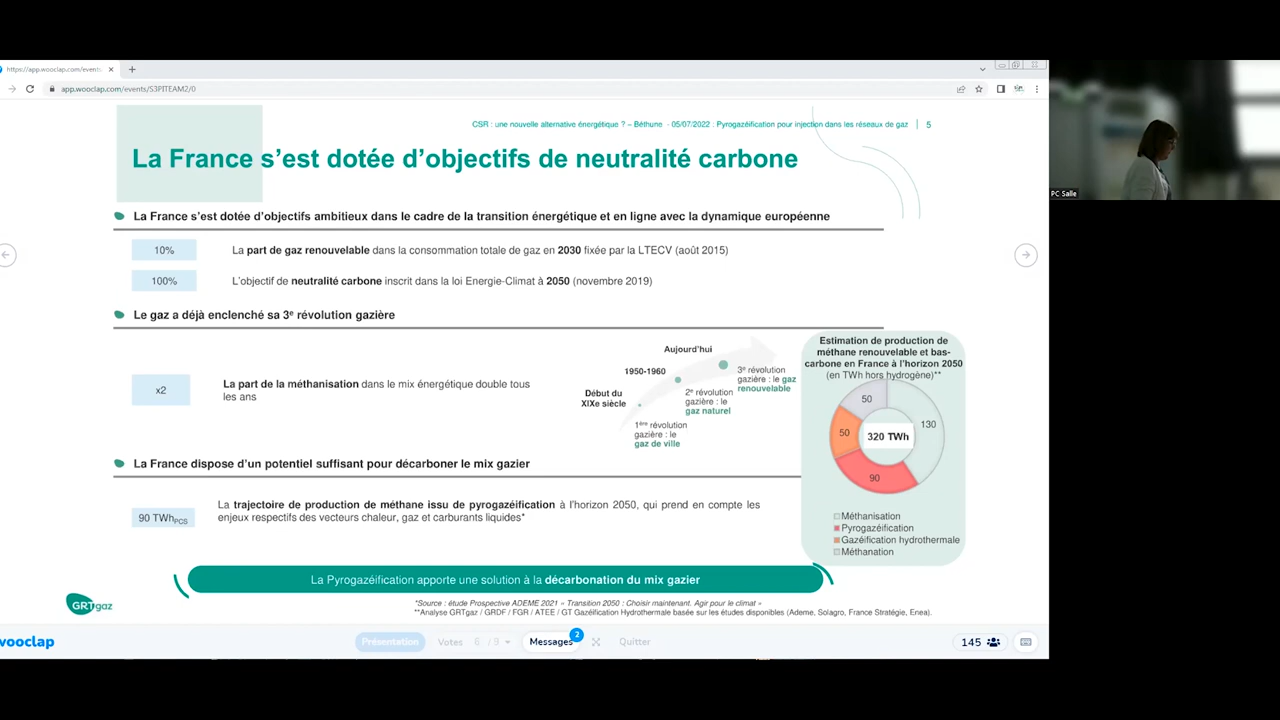 https://app.wooclap.com/events
app.wooclap.com/events/S3PITEAM2/0
CSR : une nouvelle alternative énergétique ? – Béthune - 05/07/2022 : Pyrogazéification pour injection dans les réseaux de gaz | 5
La France s'est dotée d'objectifs de neutralité carbone
La France s'est dotée d'objectifs ambitieux dans le cadre de la transition énergétique et en ligne avec la dynamique européenne
10% La part de gaz renouvelable dans la consommation totale de gaz en 2030 fixée par la LTECV (août 2015)
100% L'objectif de neutralité carbone inscrit dans la loi Energie-Climat à 2050 (novembre 2019)
Le gaz a déjà enclenché sa 3e révolution gazière
x2
La part de la méthanisation dans le mix énergétique double tous
les ans
Début du
XIXe siècle
1ère révolution
gazière : le
gaz de ville
1950-1960
2e révolution
gazière : le
gaz naturel
Aujourd'hui
3e révolution
gazière : le gaz
renouvelable
Estimation de production de
méthane renouvelable et bas-
carbone en France à l'horizon 2050
(en TWh hors hydrogène)**
50
130
50
320 TWh
90
Méthanisation
Pyrogazéification
Gazéification hydrothermale
Méthanation
La France dispose d'un potentiel suffisant pour décarboner le mix gazier
90 TWhPCS
La trajectoire de production de méthane issu de pyrogazéification à l'horizon 2050, qui prend en compte les
enjeux respectifs des vecteurs chaleur, gaz et carburants liquides*
La Pyrogazéification apporte une solution à la décarbonation du mix gazier
GRTgaz
*Source : étude Prospective ADEME 2021 « Transition 2050 : Choisir maintenant. Agir pour le climat »
**Analyse GRTgaz / GRDF / FGR / ATEE / GT Gazéification Hydrothermale basée sur les études disponibles (Ademe, Solagro, France Stratégie, Enea).
wooclap
Présentation Votes 6 / 9 Messages 2 Quitter
145
PC Salle